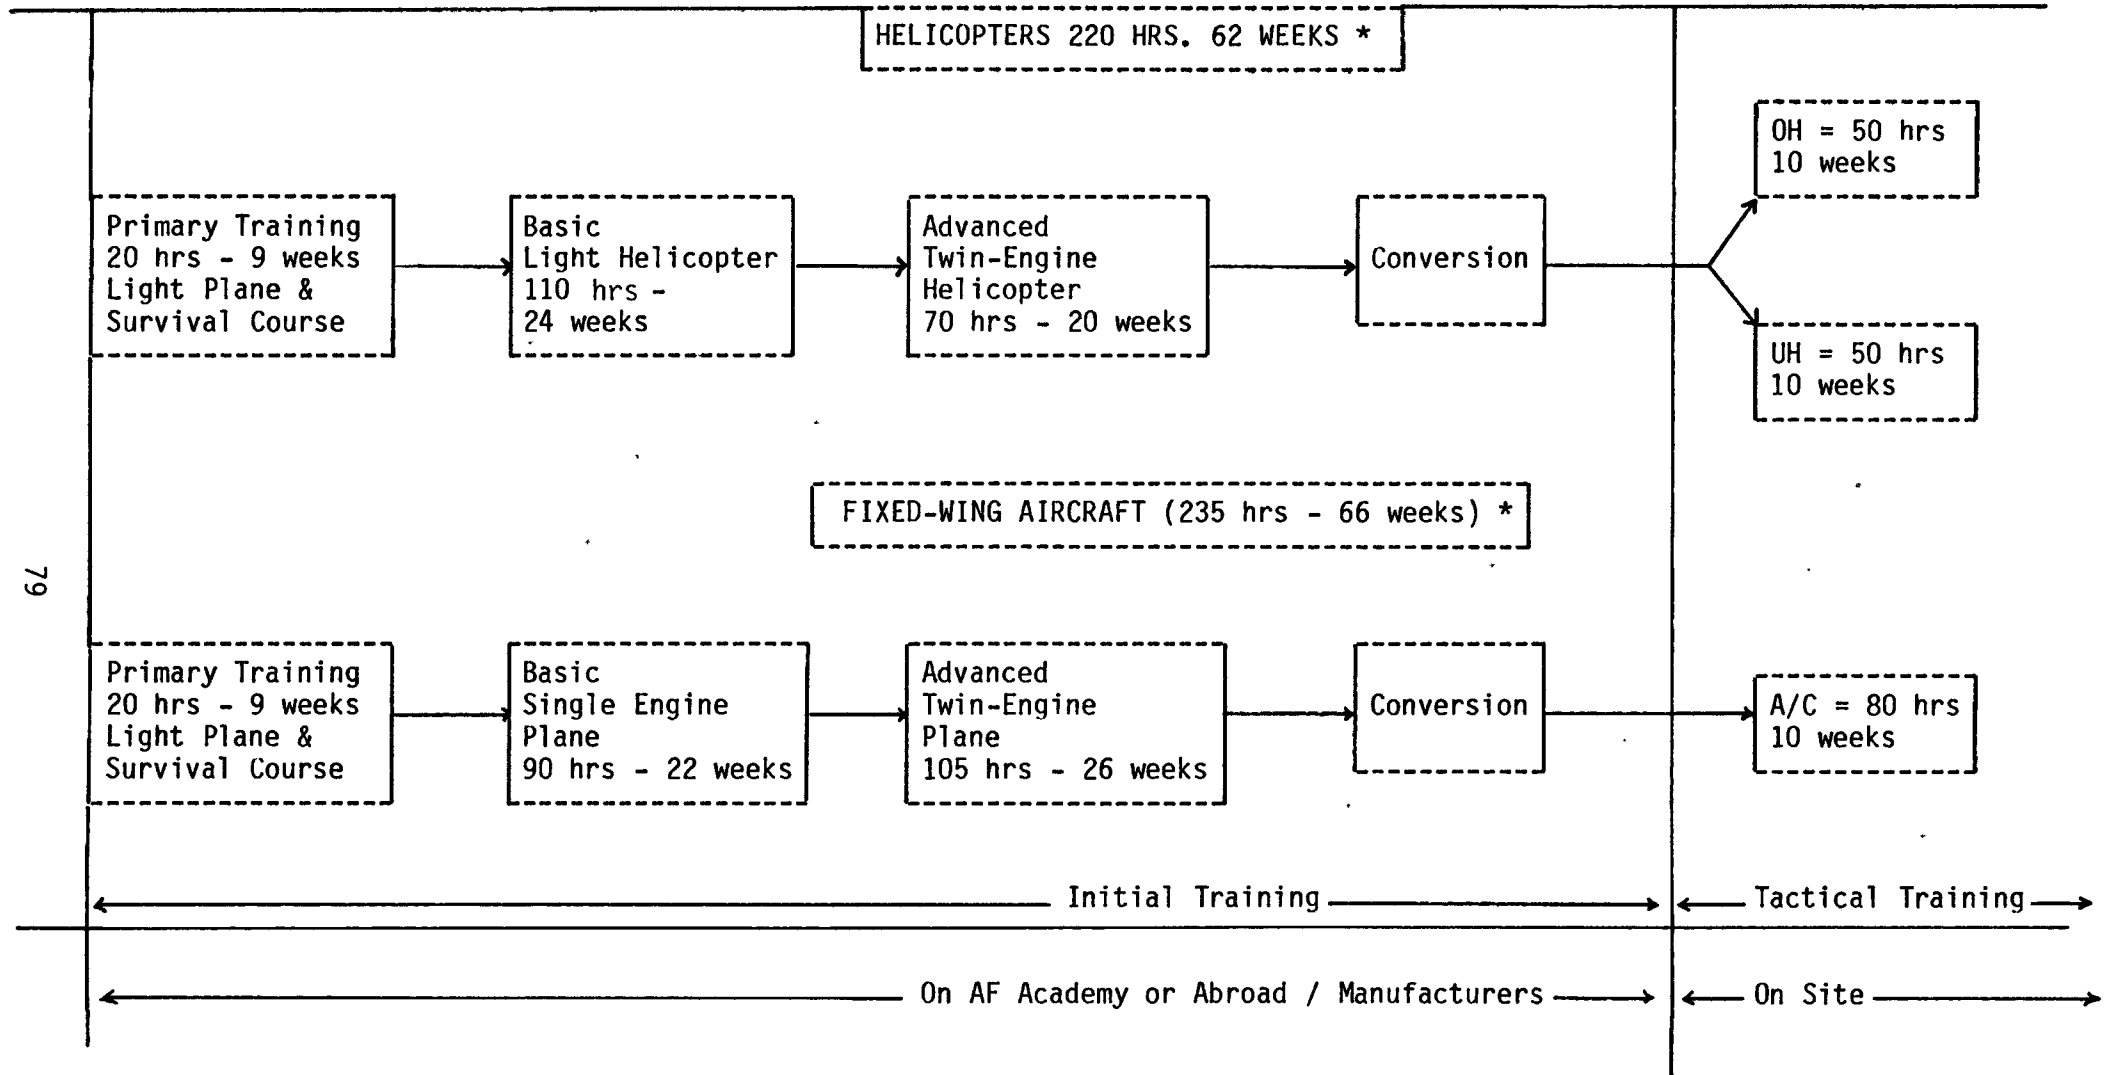 HELICOPTERS 220 HRS. 62 WEEKS *
OH = 50 hrs
10 weeks
Primary Training
20 hrs - 9 weeks
Light Plane &
Survival Course
Basic
Light Helicopter
110 hrs -
24 weeks
Advanced
Twin-Engine
Helicopter
70 hrs - 20 weeks
Conversion
UH = 50 hrs
10 weeks
FIXED-WING AIRCRAFT (235 hrs - 66 weeks) *
79
Primary Training
20 hrs - 9 weeks
Light Plane &
Survival Course
Basic
Single Engine
Plane
90 hrs - 22 weeks
Advanced
Twin-Engine
Plane
105 hrs - 26 weeks
Conversion
A/C = 80 hrs
10 weeks
Initial Training
Tactical Training
On AF Academy or Abroad / Manufacturers
On Site